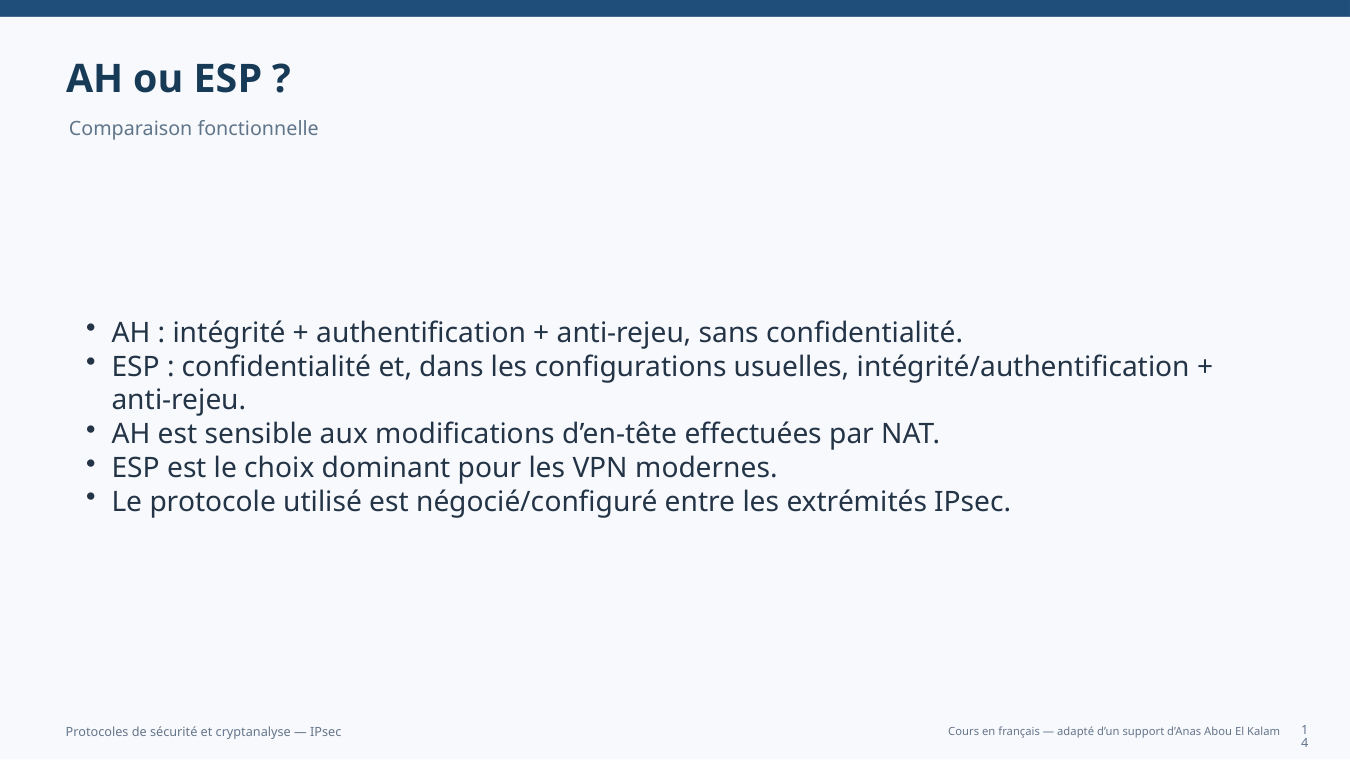 AH ou ESP ?
Comparaison fonctionnelle
• AH : intégrité + authentification + anti-rejeu, sans confidentialité.
• ESP : confidentialité et, dans les configurations usuelles, intégrité/authentification +
anti-rejeu.
• AH est sensible aux modifications d’en-tête effectuées par NAT.
• ESP est le choix dominant pour les VPN modernes.
• Le protocole utilisé est négocié/configuré entre les extrémités IPsec.
Protocoles de sécurité et cryptanalyse — IPsec
Cours en français — adapté d’un support d’Anas Abou El Kalam
1
4